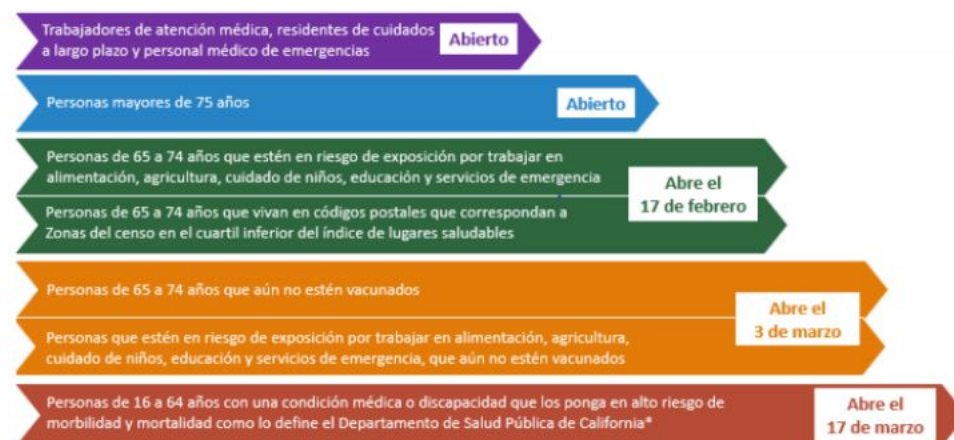 Trabajadores de atención médica, residentes de cuidados
a largo plazo y personal médico de emergencias
Abierto
Personas mayores de 75 años
Abierto
Personas de 65 a 74 años que estén en riesgo de exposición por trabajar en
alimentación, agricultura, cuidado de niños, educación y servicios de emergencia
Personas de 65 a 74 años que vivan en códigos postales que correspondan a
Zonas del censo en el cuartil inferior del índice de lugares saludables
Abre el
17 de febrero
Personas de 65 a 74 años que aún no estén vacunados
Personas que estén en riesgo de exposición por trabajar en alimentación, agricultura,
cuidado de niños, educación y servicios de emergencia, que aún no estén vacunados
Abre el
3 de marzo
Personas de 16 a 64 años con una condición médica o discapacidad que los ponga en alto riesgo de
morbilidad y mortalidad como lo define el Departamento de Salud Pública de California*
Abre el
17 de marzo